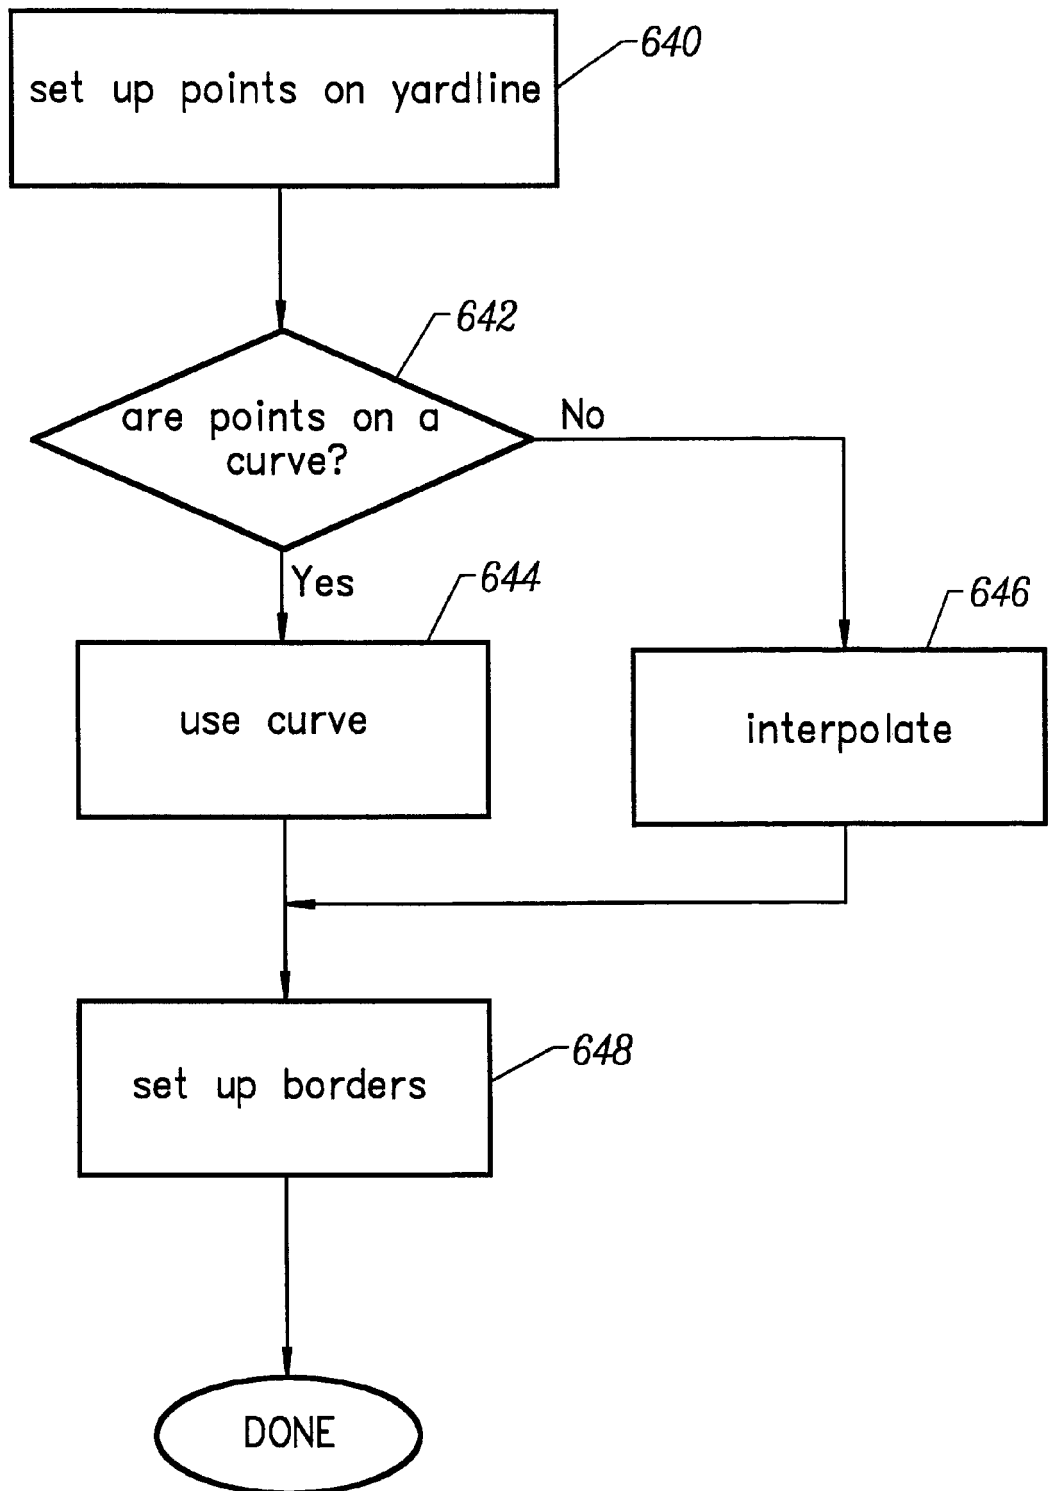 set up points on yardline
640
642
are points on a
curve?
No
Yes
644
646
use curve
interpolate
648
set up borders
DONE